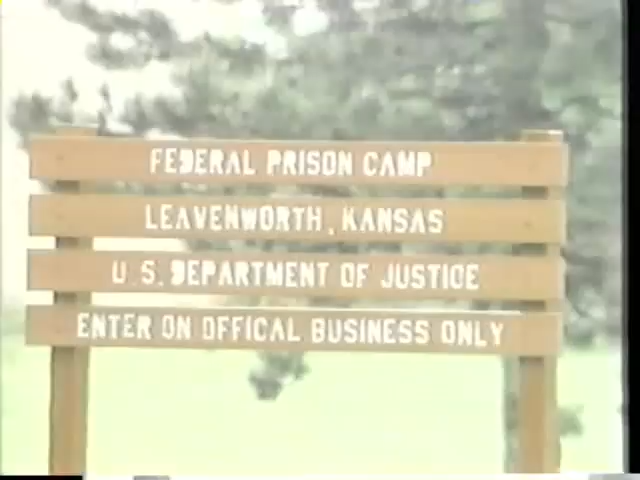 FEDERAL PRISON CAMP
LEAVENWORTH, KANSAS
U.S. DEPARTMENT OF JUSTICE
ENTER ON OFFICAL BUSINESS ONLY